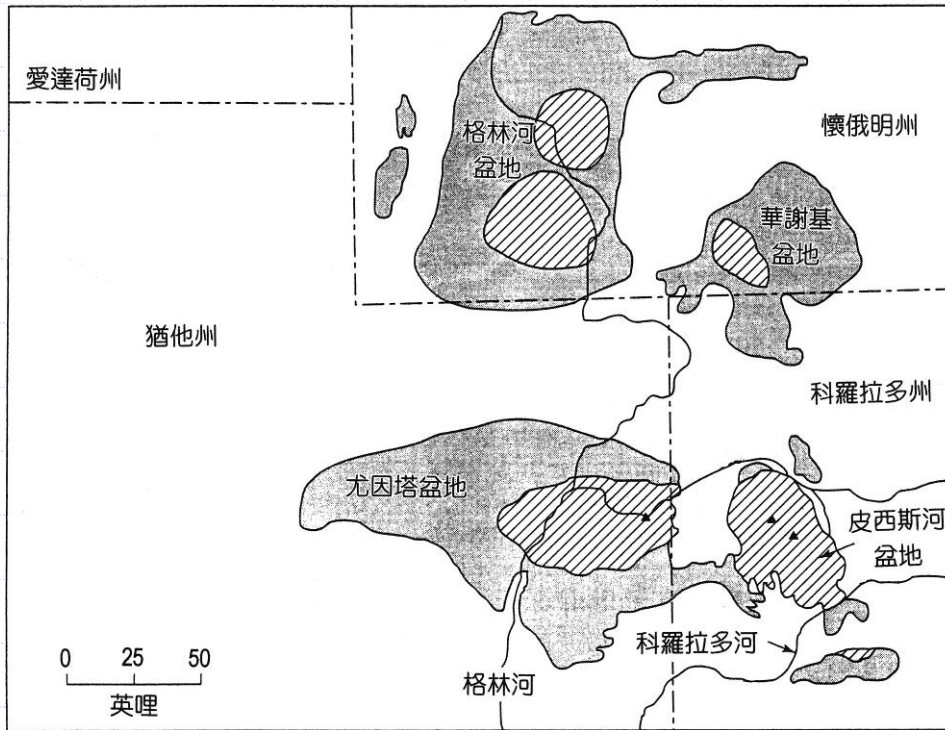 愛達荷州
懷俄明州
格林河
盆地
華謝基
盆地
猶他州
科羅拉多州
尤因塔盆地
皮西斯河
盆地
科羅拉多河
格林河
0 25 50
英哩